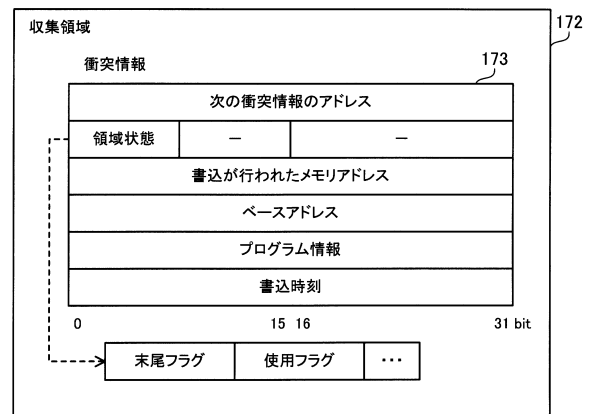 収集領域
172
衝突情報
173
次の衝突情報のアドレス
領域状態 － －
書込が行われたメモリアドレス
ベースアドレス
プログラム情報
書込時刻
0 15 16 31 bit
末尾フラグ 使用フラグ ・・・